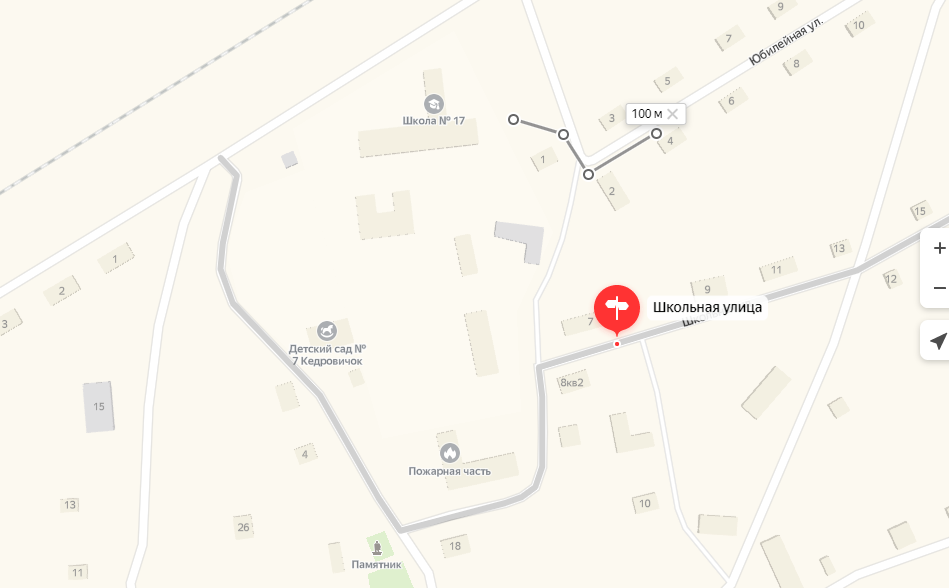 9
10
Юбилейная ул.
7
8
5
6
100 м
Школа № 17
3
4
1
2
15
13
1
11
12
2
9
Школьная улица
3
7
Детский сад №
7 Кедровичок
8кв2
15
4
Пожарная часть
13
10
26
18
Памятник
11